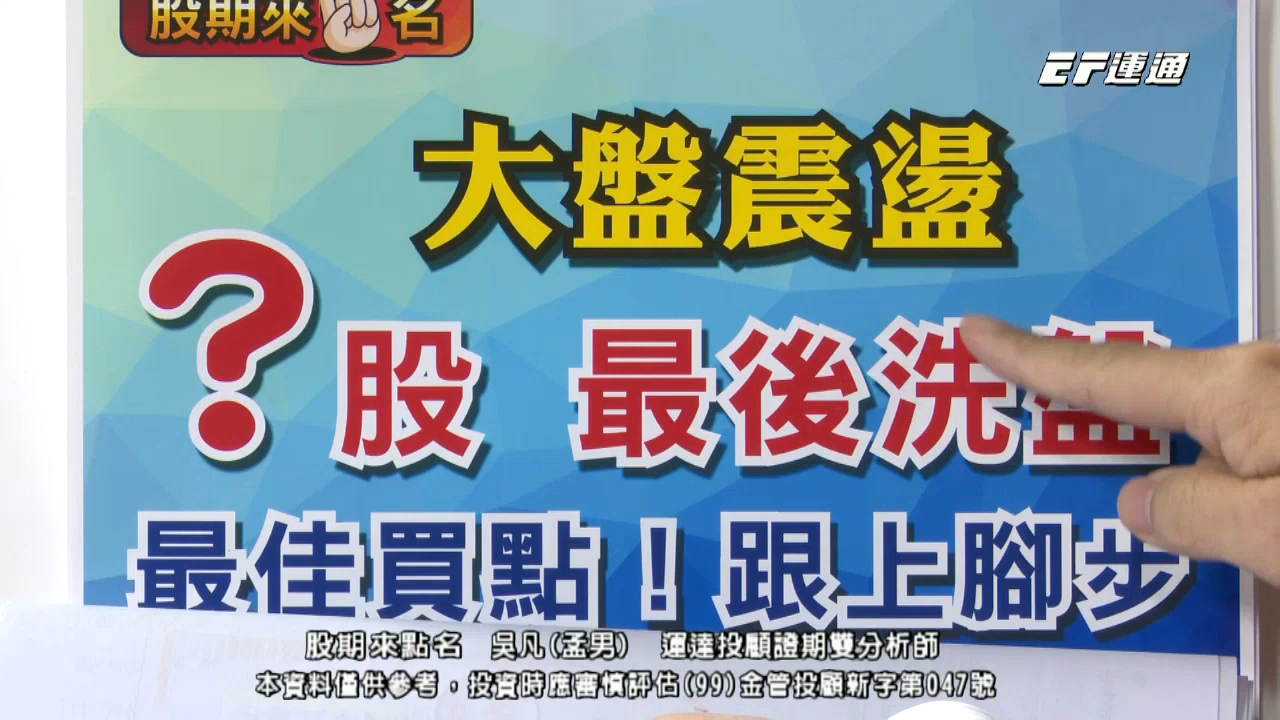 股期來 名
EF運通
大盤震盪
?股 最後洗盤
最佳買點！跟上腳步
股期來點名 吳凡(孟男) 運達投顧證期雙分析師
本資料僅供參考，投資時應審慎評估(99)金管投顧新字第047號